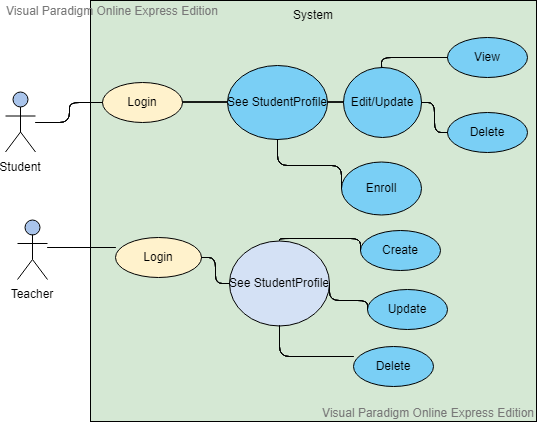 Visual Paradigm Online Express Edition
System
View
Login
See StudentProfile
Edit/Update
Delete
Student
Enroll
Create
Login
See StudentProfile
Teacher
Update
Delete
Visual Paradigm Online Express Edition